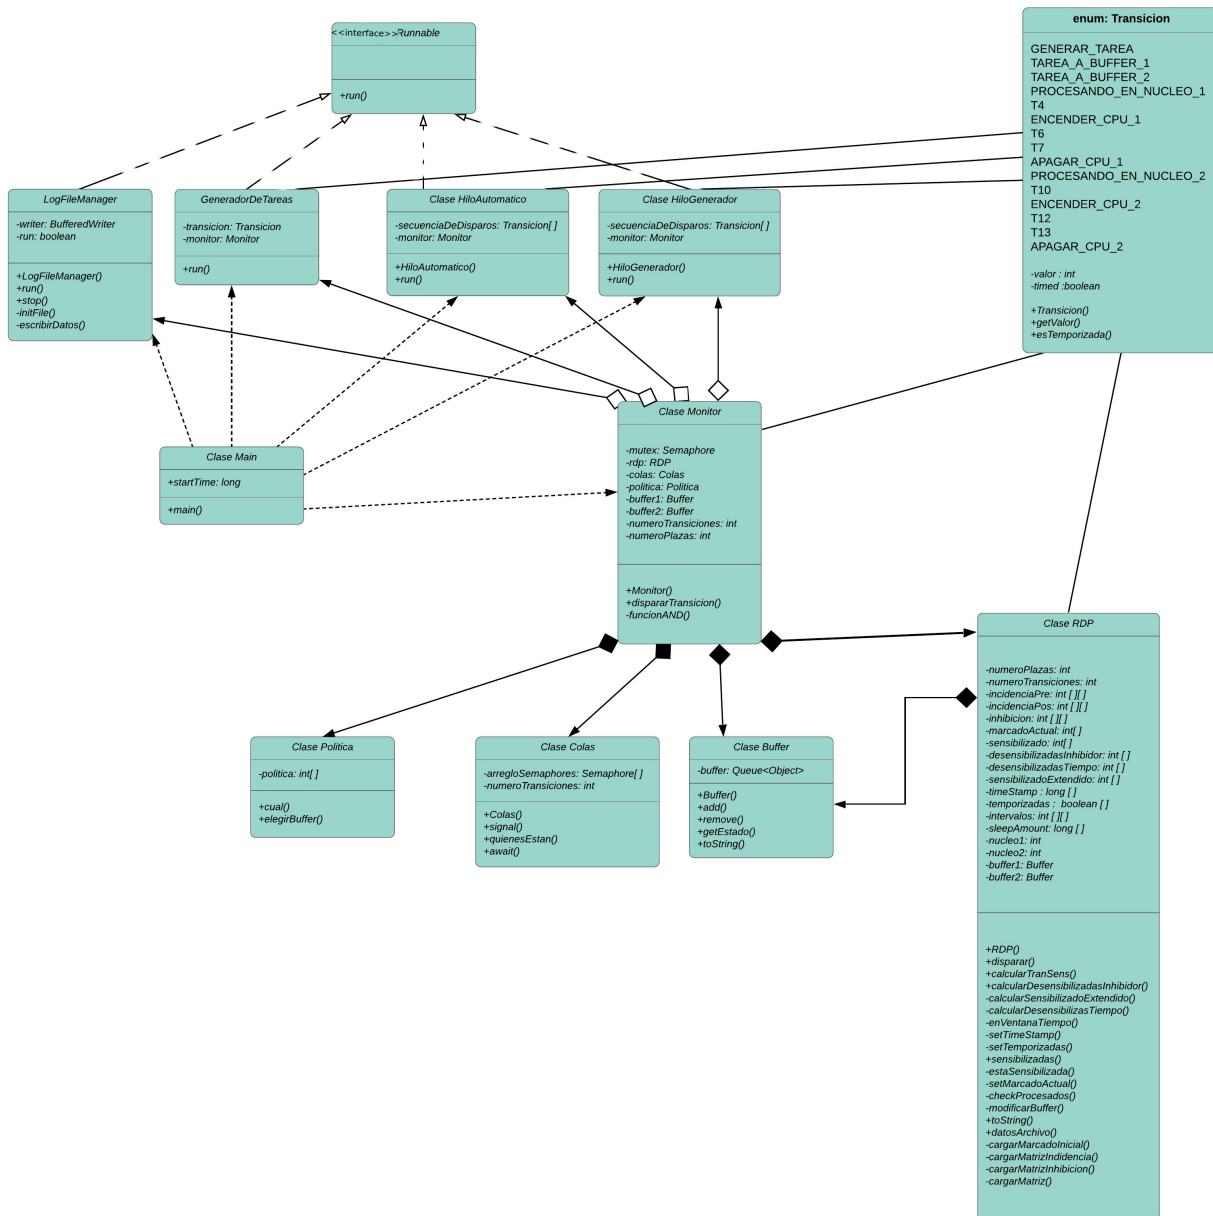 <<interface>>Runnable
+run()
enum: Transicion
GENERAR_TAREA
TAREA_A_BUFFER_1
TAREA_A_BUFFER_2
PROCESANDO_EN_NUCLEO_1
T4
ENCENDER_CPU_1
T6
T7
APAGAR_CPU_1
PROCESANDO_EN_NUCLEO_2
T10
ENCENDER_CPU_2
T12
T13
APAGAR_CPU_2
-valor : int
-timed :boolean
+Transicion()
+getValor()
+esTemporizada()
LogFileManager
-writer: BufferedWriter
-run: boolean
+LogFileManager()
+run()
+stop()
-initFile()
-escribirDatos()
GeneradorDeTareas
-transicion: Transicion
-monitor: Monitor
+run()
Clase HiloAutomatico
-secuenciaDeDisparos: Transicion[ ]
-monitor: Monitor
+HiloAutomatico()
+run()
Clase HiloGenerador
-secuenciaDeDisparos: Transicion[ ]
-monitor: Monitor
+HiloGenerador()
+run()
Clase Main
+startTime: long
+main()
Clase Monitor
-mutex: Semaphore
-rdp: RDP
-colas: Colas
-politica: Politica
-buffer1: Buffer
-buffer2: Buffer
-numeroTransiciones: int
-numeroPlazas: int
+Monitor()
+dispararTransicion()
-funcionAND()
Clase Politica
-politica: int[ ]
+cual()
+elegirBuffer()
Clase Colas
-arregloSemaphores: Semaphore[ ]
-numeroTransiciones: int
+Colas()
+signal()
+quienesEstan()
+await()
Clase Buffer
-buffer: Queue<Object>
+Buffer()
+add()
+remove()
+getEstado()
+toString()
Clase RDP
-numeroPlazas: int
-numeroTransiciones: int
-incidenciaPre: int [ ][ ]
-incidenciaPos: int [ ][ ]
-inhibicion: int [ ][ ]
-marcadoActual: int[ ]
-sensibilizado: int[ ]
-desensibilizadasInhibidor: int [ ]
-desensibilizadasTiempo: int [ ]
-sensibilizadoExtendido: int [ ]
-timeStamp : long [ ]
-temporizadas :  boolean [ ]
-intervalos: int [ ][ ]
-sleepAmount: long [ ]
-nucleo1: int
-nucleo2: int
-buffer1: Buffer
-buffer2: Buffer
+RDP()
+disparar()
+calcularTranSens()
+calcularDesensibilizadasInhibidor()
-calcularSensibilizadoExtendido()
-calcularDesensibilizasTiempo()
-enVentanaTiempo()
-setTimeStamp()
-setTemporizadas()
+sensibilizadas()
-estaSensibilizada()
-setMarcadoActual()
-checkProcesados()
-modificarBuffer()
+toString()
+datosArchivo()
-cargarMarcadoInicial()
-cargarMatrizIndidencia()
-cargarMatrizInhibicion()
-cargarMatriz()